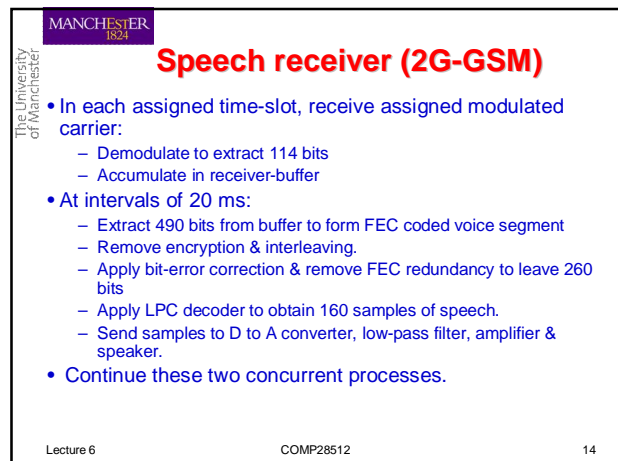 MANCHESTER
1824
The University
of Manchester
Speech receiver (2G-GSM)
• In each assigned time-slot, receive assigned modulated
carrier:
– Demodulate to extract 114 bits
– Accumulate in receiver-buffer
• At intervals of 20 ms:
– Extract 490 bits from buffer to form FEC coded voice segment
– Remove encryption & interleaving.
– Apply bit-error correction & remove FEC redundancy to leave 260
bits
– Apply LPC decoder to obtain 160 samples of speech.
– Send samples to D to A converter, low-pass filter, amplifier &
speaker.
• Continue these two concurrent processes.
Lecture 6 COMP28512 14